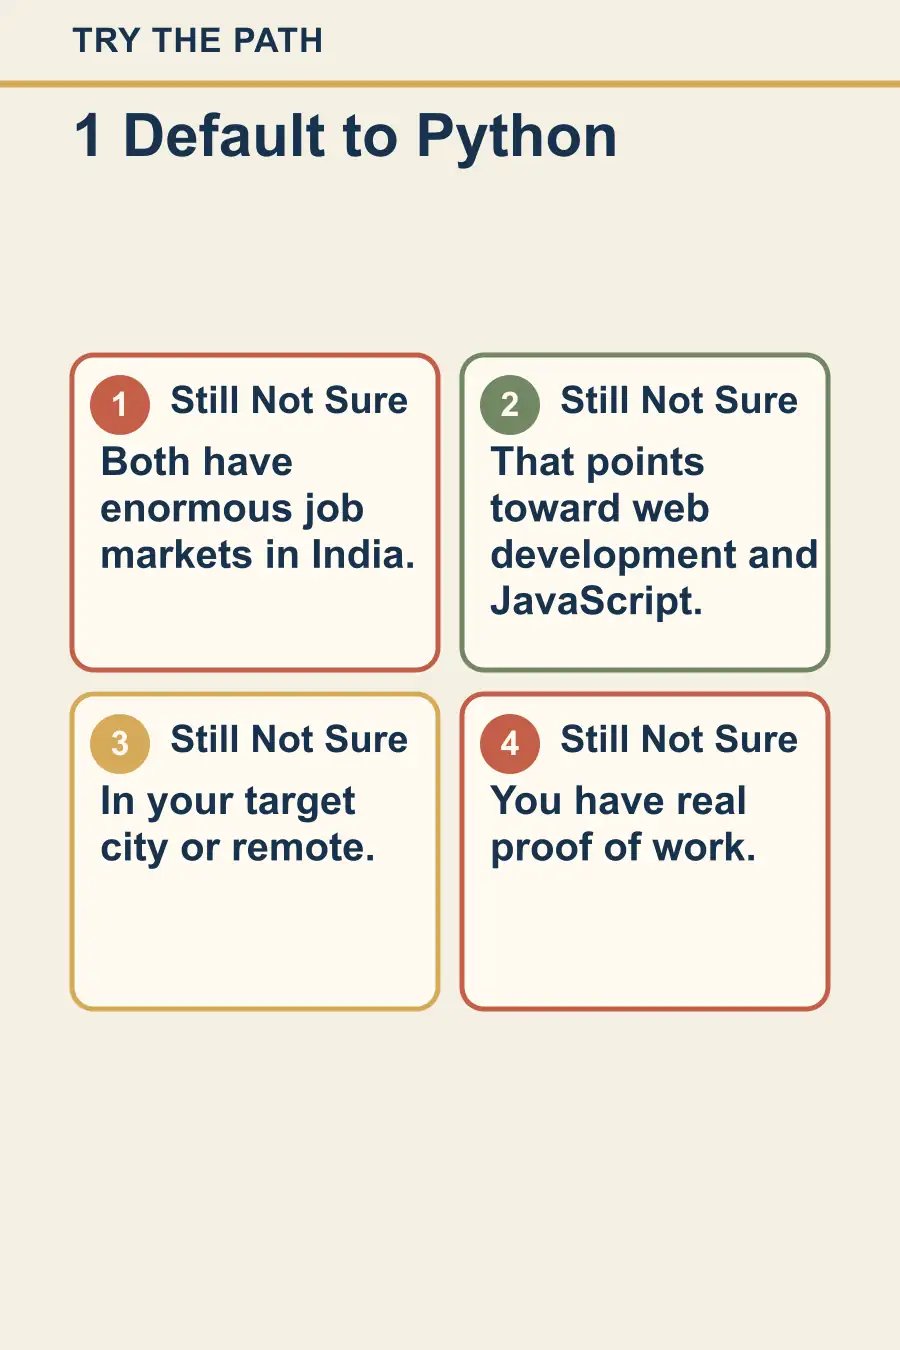 TRY THE PATH
1 Default to Python
1 Still Not Sure
Both have
enormous job
markets in India.
2 Still Not Sure
That points
toward web
development and
JavaScript.
3 Still Not Sure
In your target
city or remote.
4 Still Not Sure
You have real
proof of work.